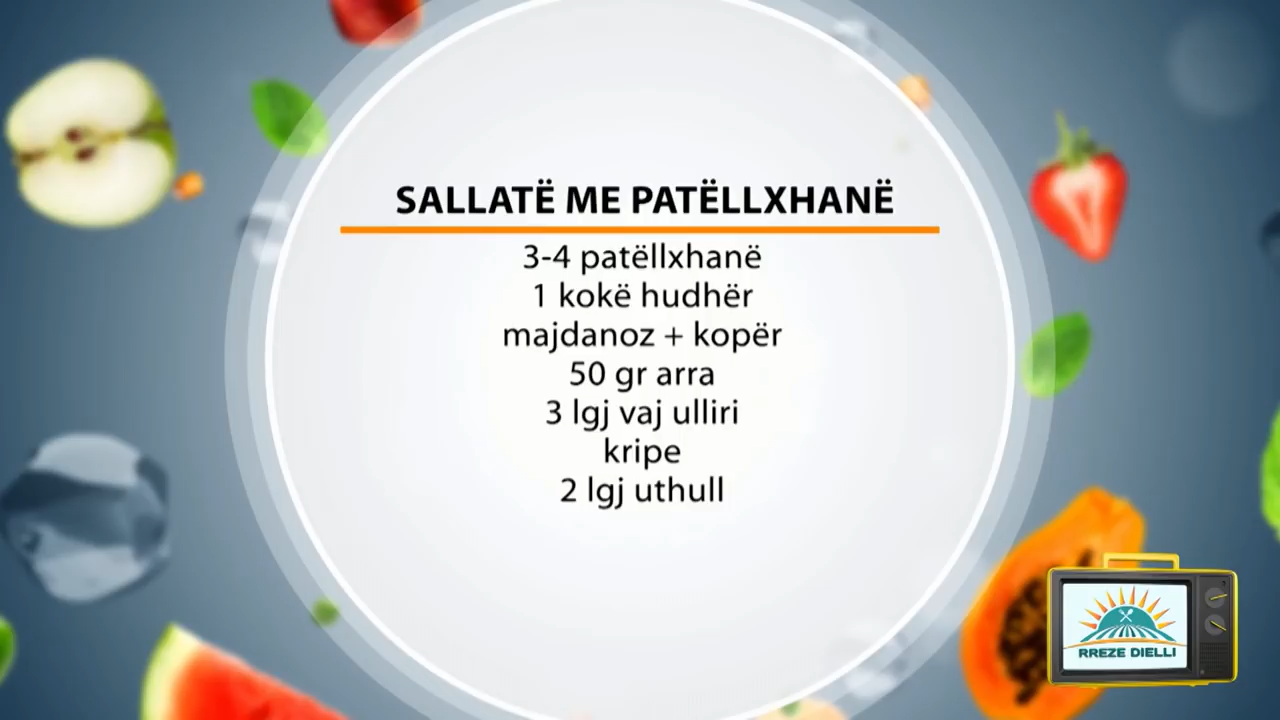 SALLATË ME PATËLLXHANË
3-4 patëllxhanë
1 kokë hudhër
majdanoz + kopër
50 gr arra
3 lgj vaj ulliri
kripe
2 lgj uthull
RREZE DIELLI